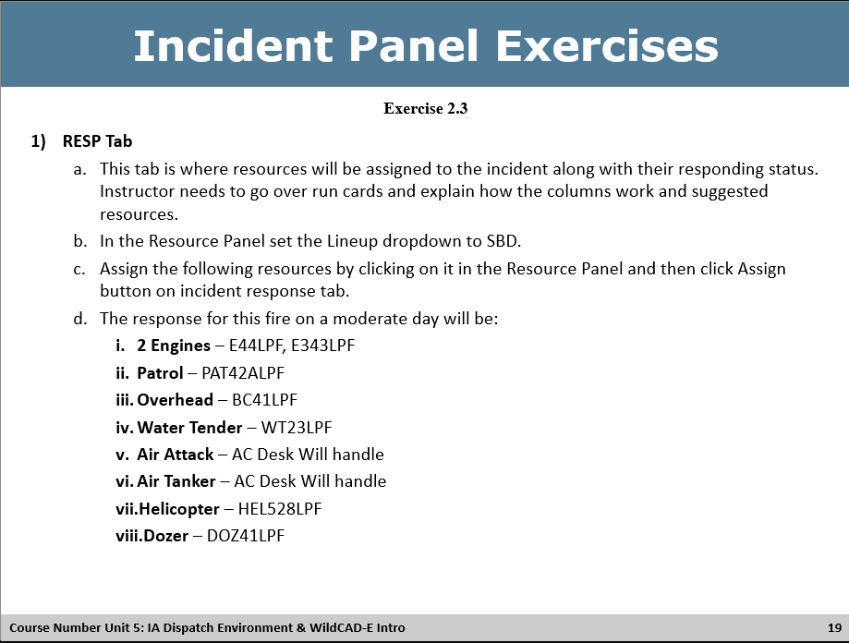 Incident Panel Exercises
Exercise 2.3
1) RESP Tab
a. This tab is where resources will be assigned to the incident along with their responding status.
Instructor needs to go over run cards and explain how the columns work and suggested
resources.
b. In the Resource Panel set the Lineup dropdown to SBD.
c. Assign the following resources by clicking on it in the Resource Panel and then click Assign
button on incident response tab.
d. The response for this fire on a moderate day will be:
i. 2 Engines – E44LPF, E343LPF
ii. Patrol – PAT42ALPF
iii. Overhead – BC41LPF
iv. Water Tender – WT23LPF
v. Air Attack – AC Desk Will handle
vi. Air Tanker – AC Desk Will handle
vii.Helicopter – HEL528LPF
viii.Dozer – DOZ41LPF
Course Number Unit 5: IA Dispatch Environment & WildCAD-E Intro 19